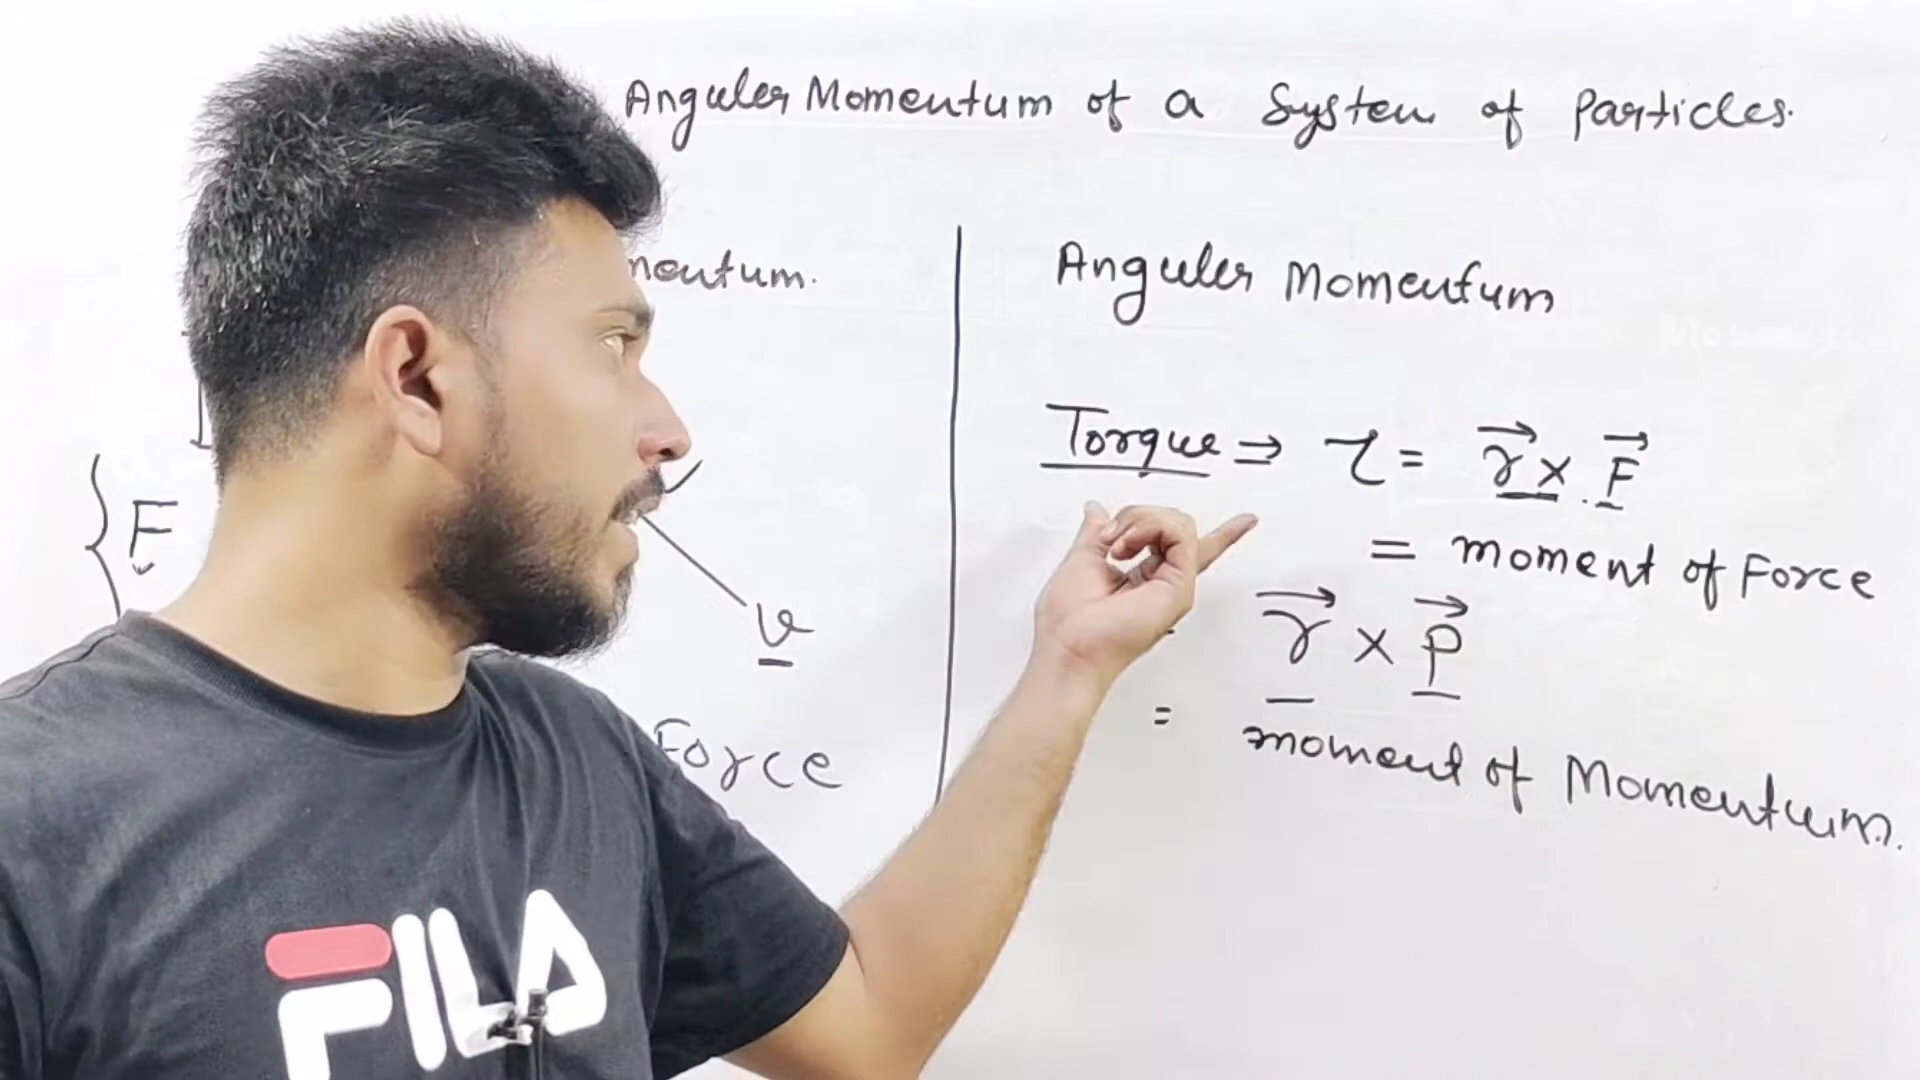 Anguler Momentum of a System of Particles.
mentum.
Anguler Momentum
Torque ⇒ τ = r⃗ × F⃗
F
= moment of Force
v
= r⃗ × P⃗
Force
= moment of Momentum.
FILA